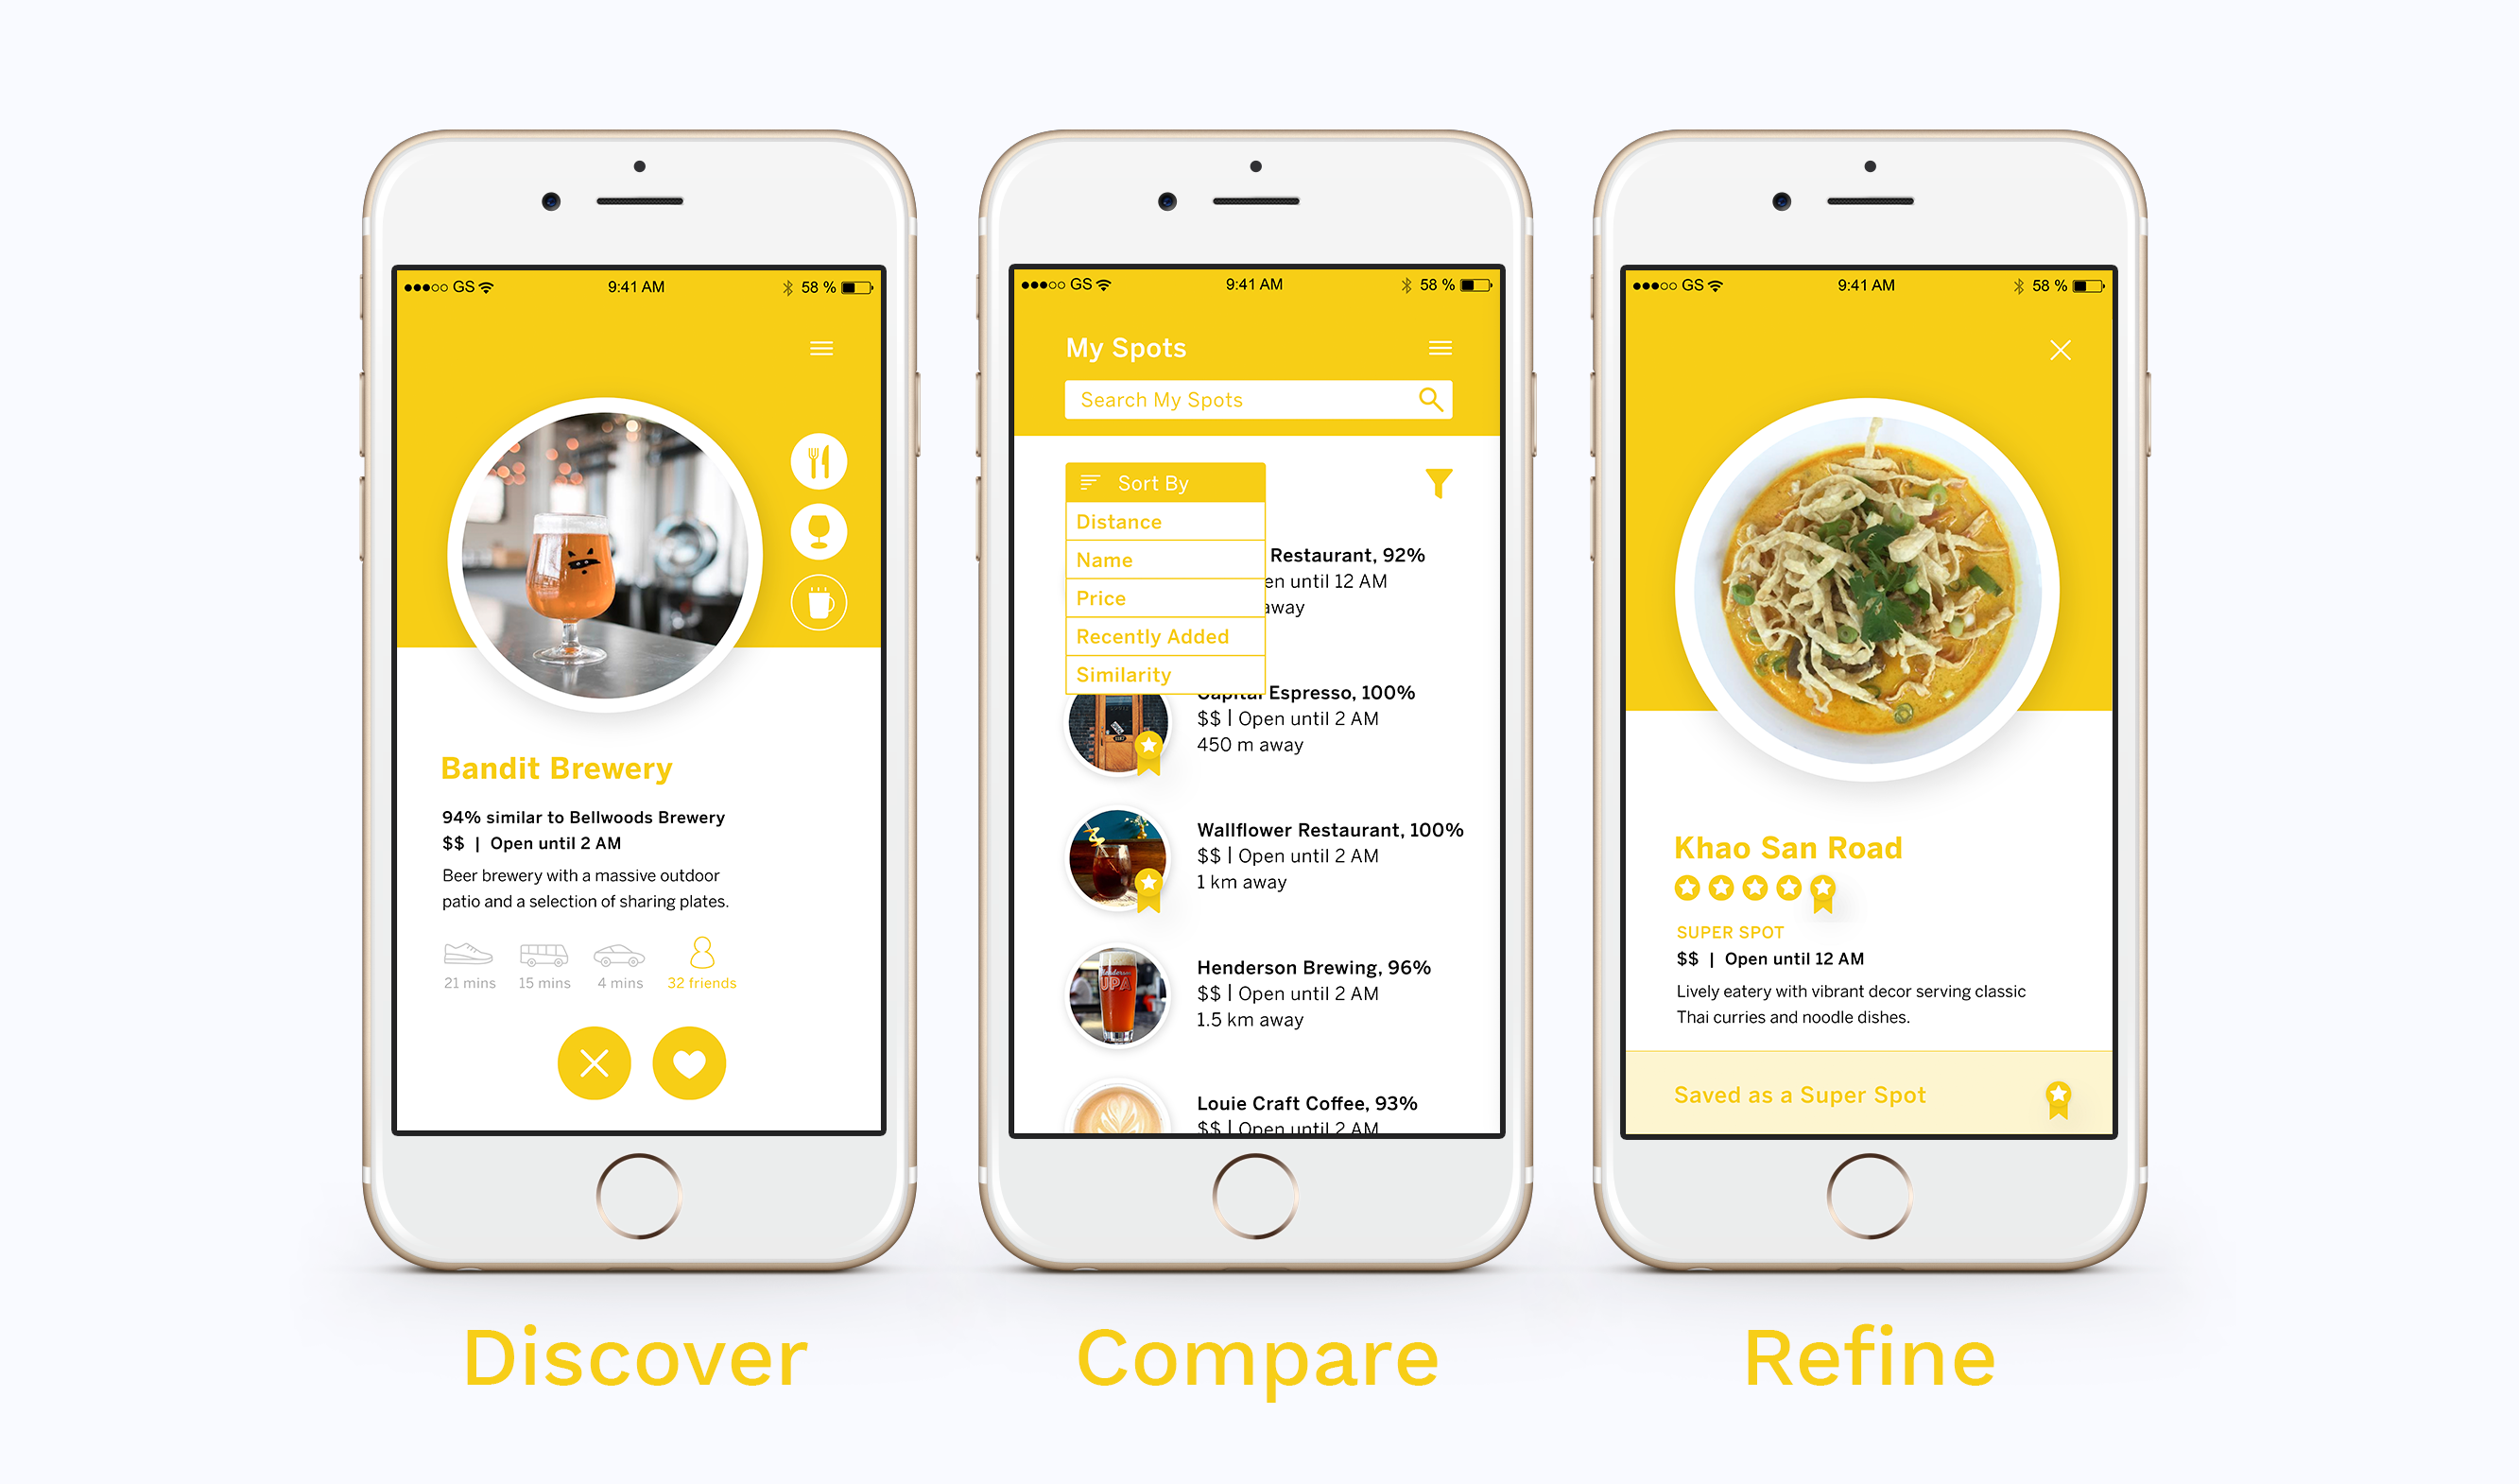 GS 9:41 AM 58 %
Bandit Brewery
94% similar to Bellwoods Brewery
$$ | Open until 2 AM
Beer brewery with a massive outdoor
patio and a selection of sharing plates.
21 mins 15 mins 4 mins 32 friends
Discover
GS 9:41 AM 58 %
My Spots
Search My Spots
Sort By
Distance
Name
Price
Recently Added
Similarity
Restaurant, 92%
en until 12 AM
away
Capital Espresso, 100%
$$ | Open until 2 AM
450 m away
Wallflower Restaurant, 100%
$$ | Open until 2 AM
1 km away
Henderson
UPA
Henderson Brewing, 96%
$$ | Open until 2 AM
1.5 km away
Louie Craft Coffee, 93%
$$ | Open until 2 AM
Compare
GS 9:41 AM 58 %
Khao San Road
SUPER SPOT
$$ | Open until 12 AM
Lively eatery with vibrant decor serving classic
Thai curries and noodle dishes.
Saved as a Super Spot
Refine